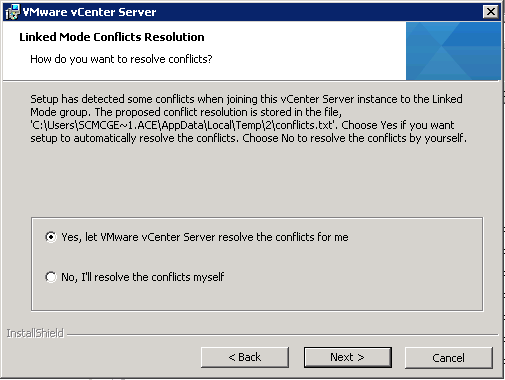 VMware vCenter Server
Linked Mode Conflicts Resolution
How do you want to resolve conflicts?
Setup has detected some conflicts when joining this vCenter Server instance to the Linked
Mode group. The proposed conflict resolution is stored in the file,
'C:\Users\SCMCGE~1.ACE\AppData\Local\Temp\2\conflicts.txt'. Choose Yes if you want
setup to automatically resolve the conflicts. Choose No to resolve the conflicts by yourself.
Yes, let VMware vCenter Server resolve the conflicts for me
No, I'll resolve the conflicts myself
InstallShield
< Back
Next >
Cancel